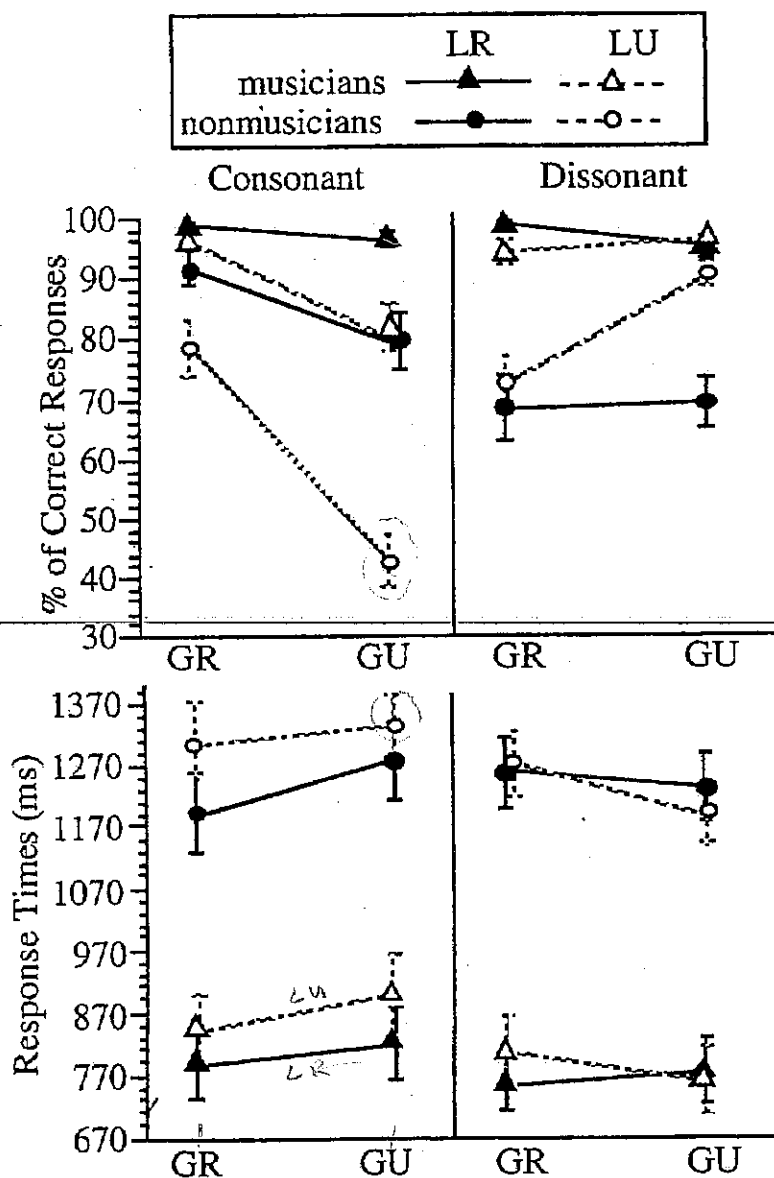 LR LU
musicians
nonmusicians
Consonant Dissonant
% of Correct Responses
100
90
80
70
60
50
40
30
GR GU GR GU
Response Times (ms)
1370
1270
1170
1070
970
870
770
670
LU
LR
GR GU GR GU